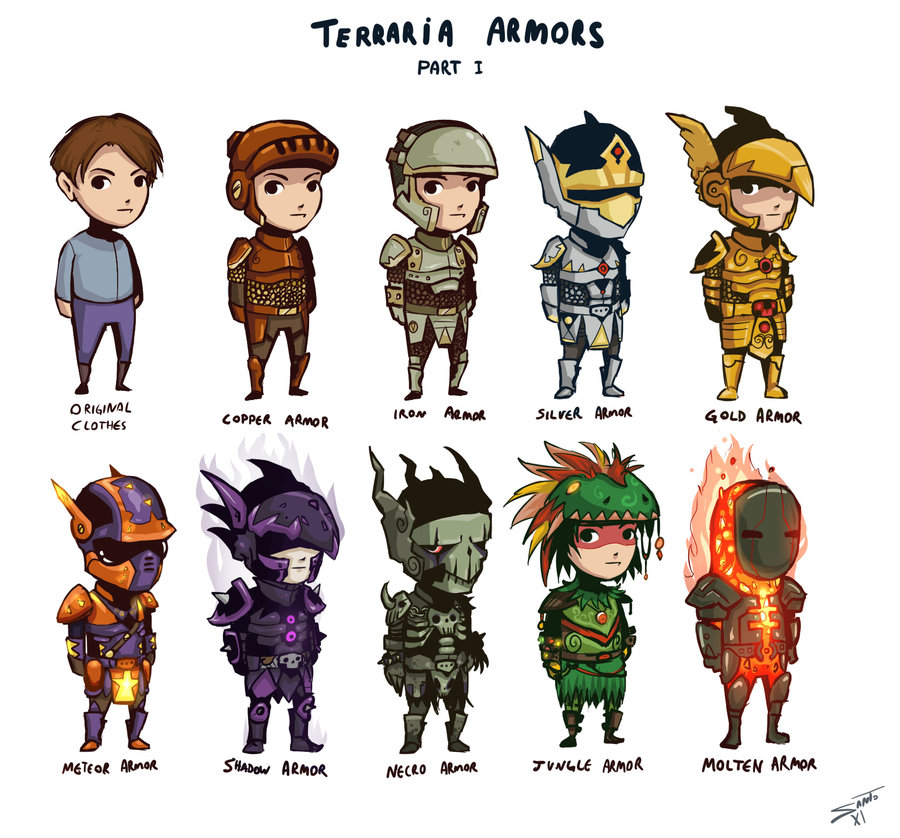 TERRARiA ARMORS
PART I
ORIGINAL
CLOTHES
COPPER ARMOR
IRON ARMOR
SILVER ARMOR
GOLD ARMOR
METEOR ARMOR
SHADOW ARMOR
NECRO ARMOR
JUNGLE ARMOR
MOLTEN ARMOR
XI